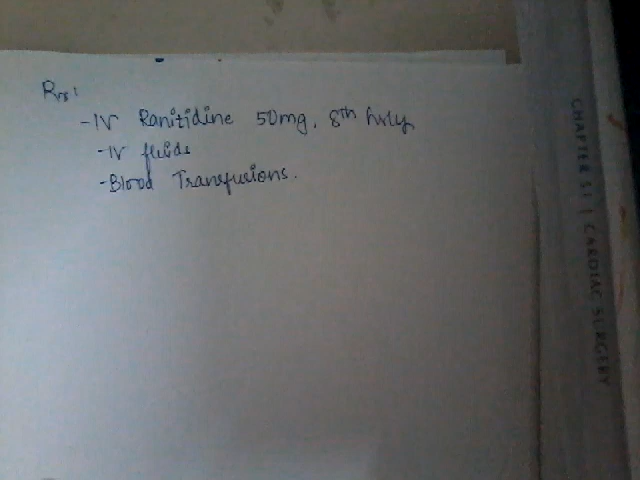 Rx:
-IV Ranitidine 50mg, 8th hrly
-IV fluids
-Blood Transfusions.
CHAPTER 51 | CARDIAC SURGERY